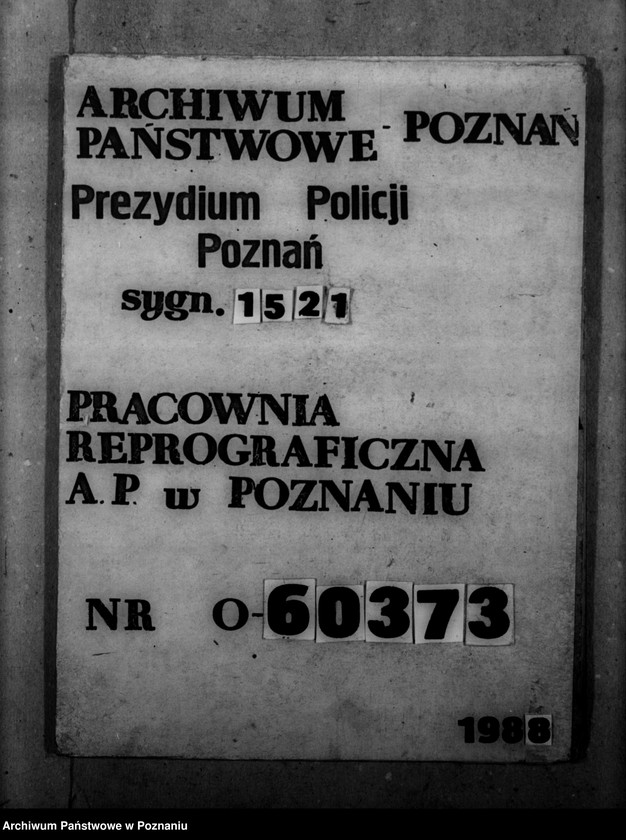 ARCHIWUM
PAŃSTWOWE - POZNAŃ
Prezydium Policji
Poznań
sygn. 1521
PRACOWNIA
REPROGRAFICZNA
A.P. w POZNANIU
NR O-60373
1988
Archiwum Państwowe w Poznaniu